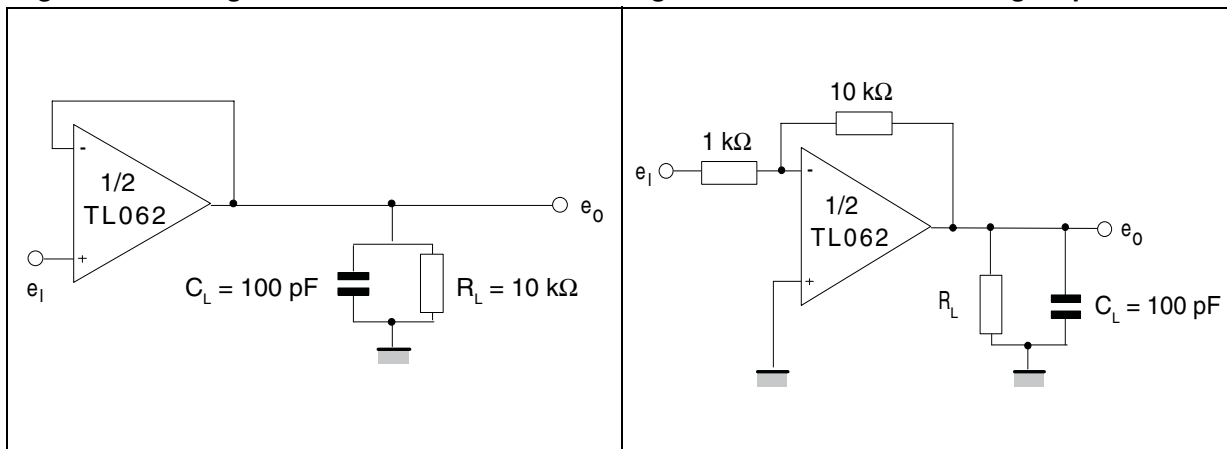 -
1/2
TL062
+
e_I
e_O
C_L = 100 pF
R_L = 10 kΩ
10 kΩ
1 kΩ
e_I
-
1/2
TL062
+
e_O
R_L
C_L = 100 pF